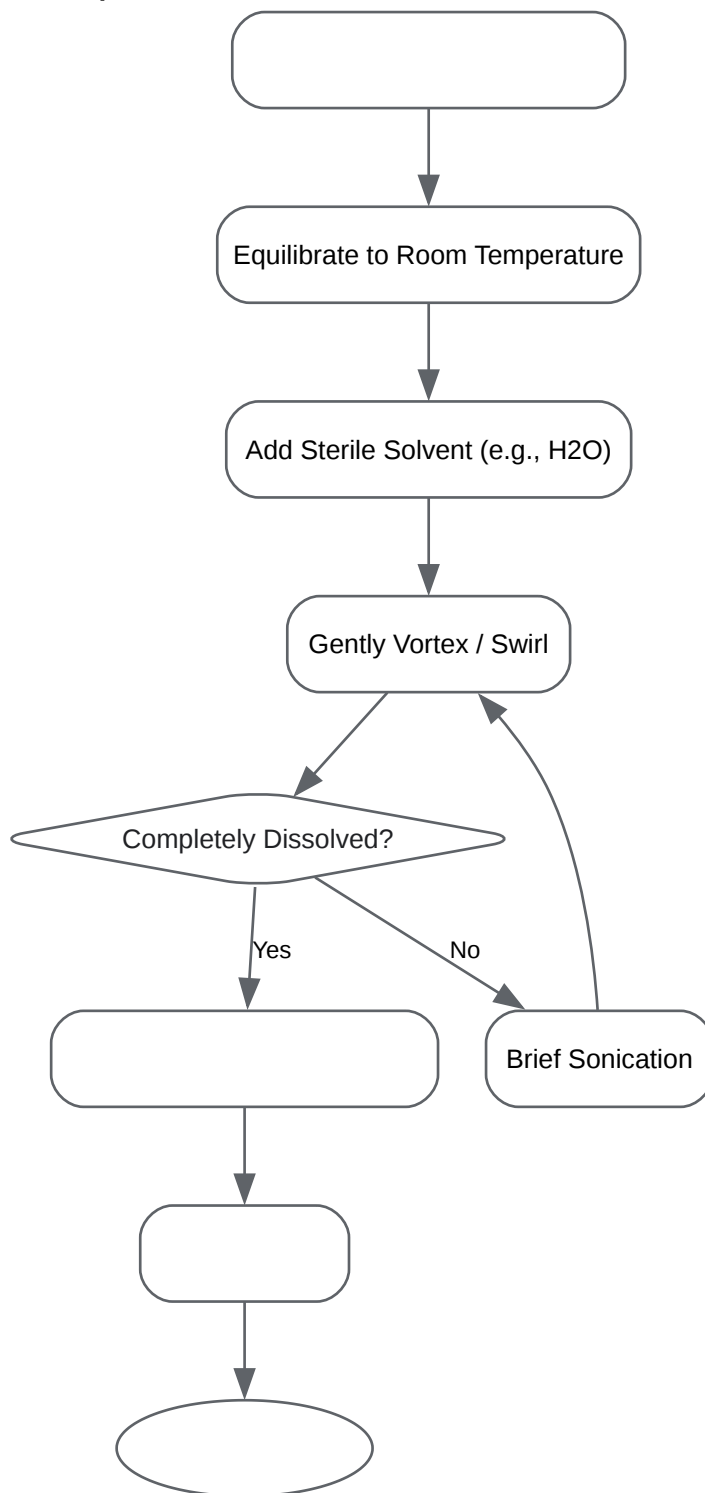 Equilibrate to Room Temperature
Add Sterile Solvent (e.g., H2O)
Gently Vortex / Swirl
Completely Dissolved?
Yes
No
Brief Sonication